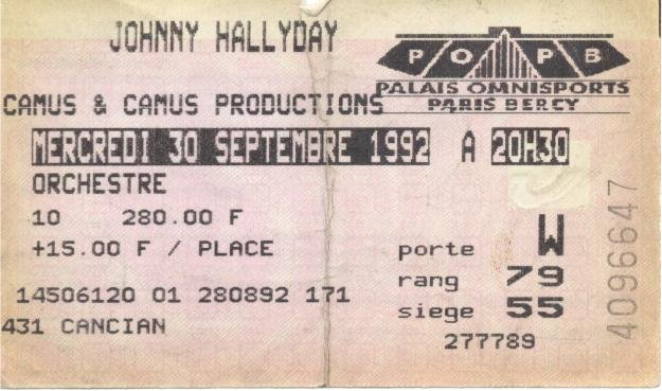 JOHNNY HALLYDAY
POPB
PALAIS OMNISPORTS
PARIS BERCY
CAMUS & CAMUS PRODUCTIONS
MERCREDI 30 SEPTEMBRE 1992 A 20H30
ORCHESTRE
10 280.00 F
+15.00 F / PLACE
porte W
rang 79
siege 55
14506120 01 280892 171
431 CANCIAN
277789
4096647